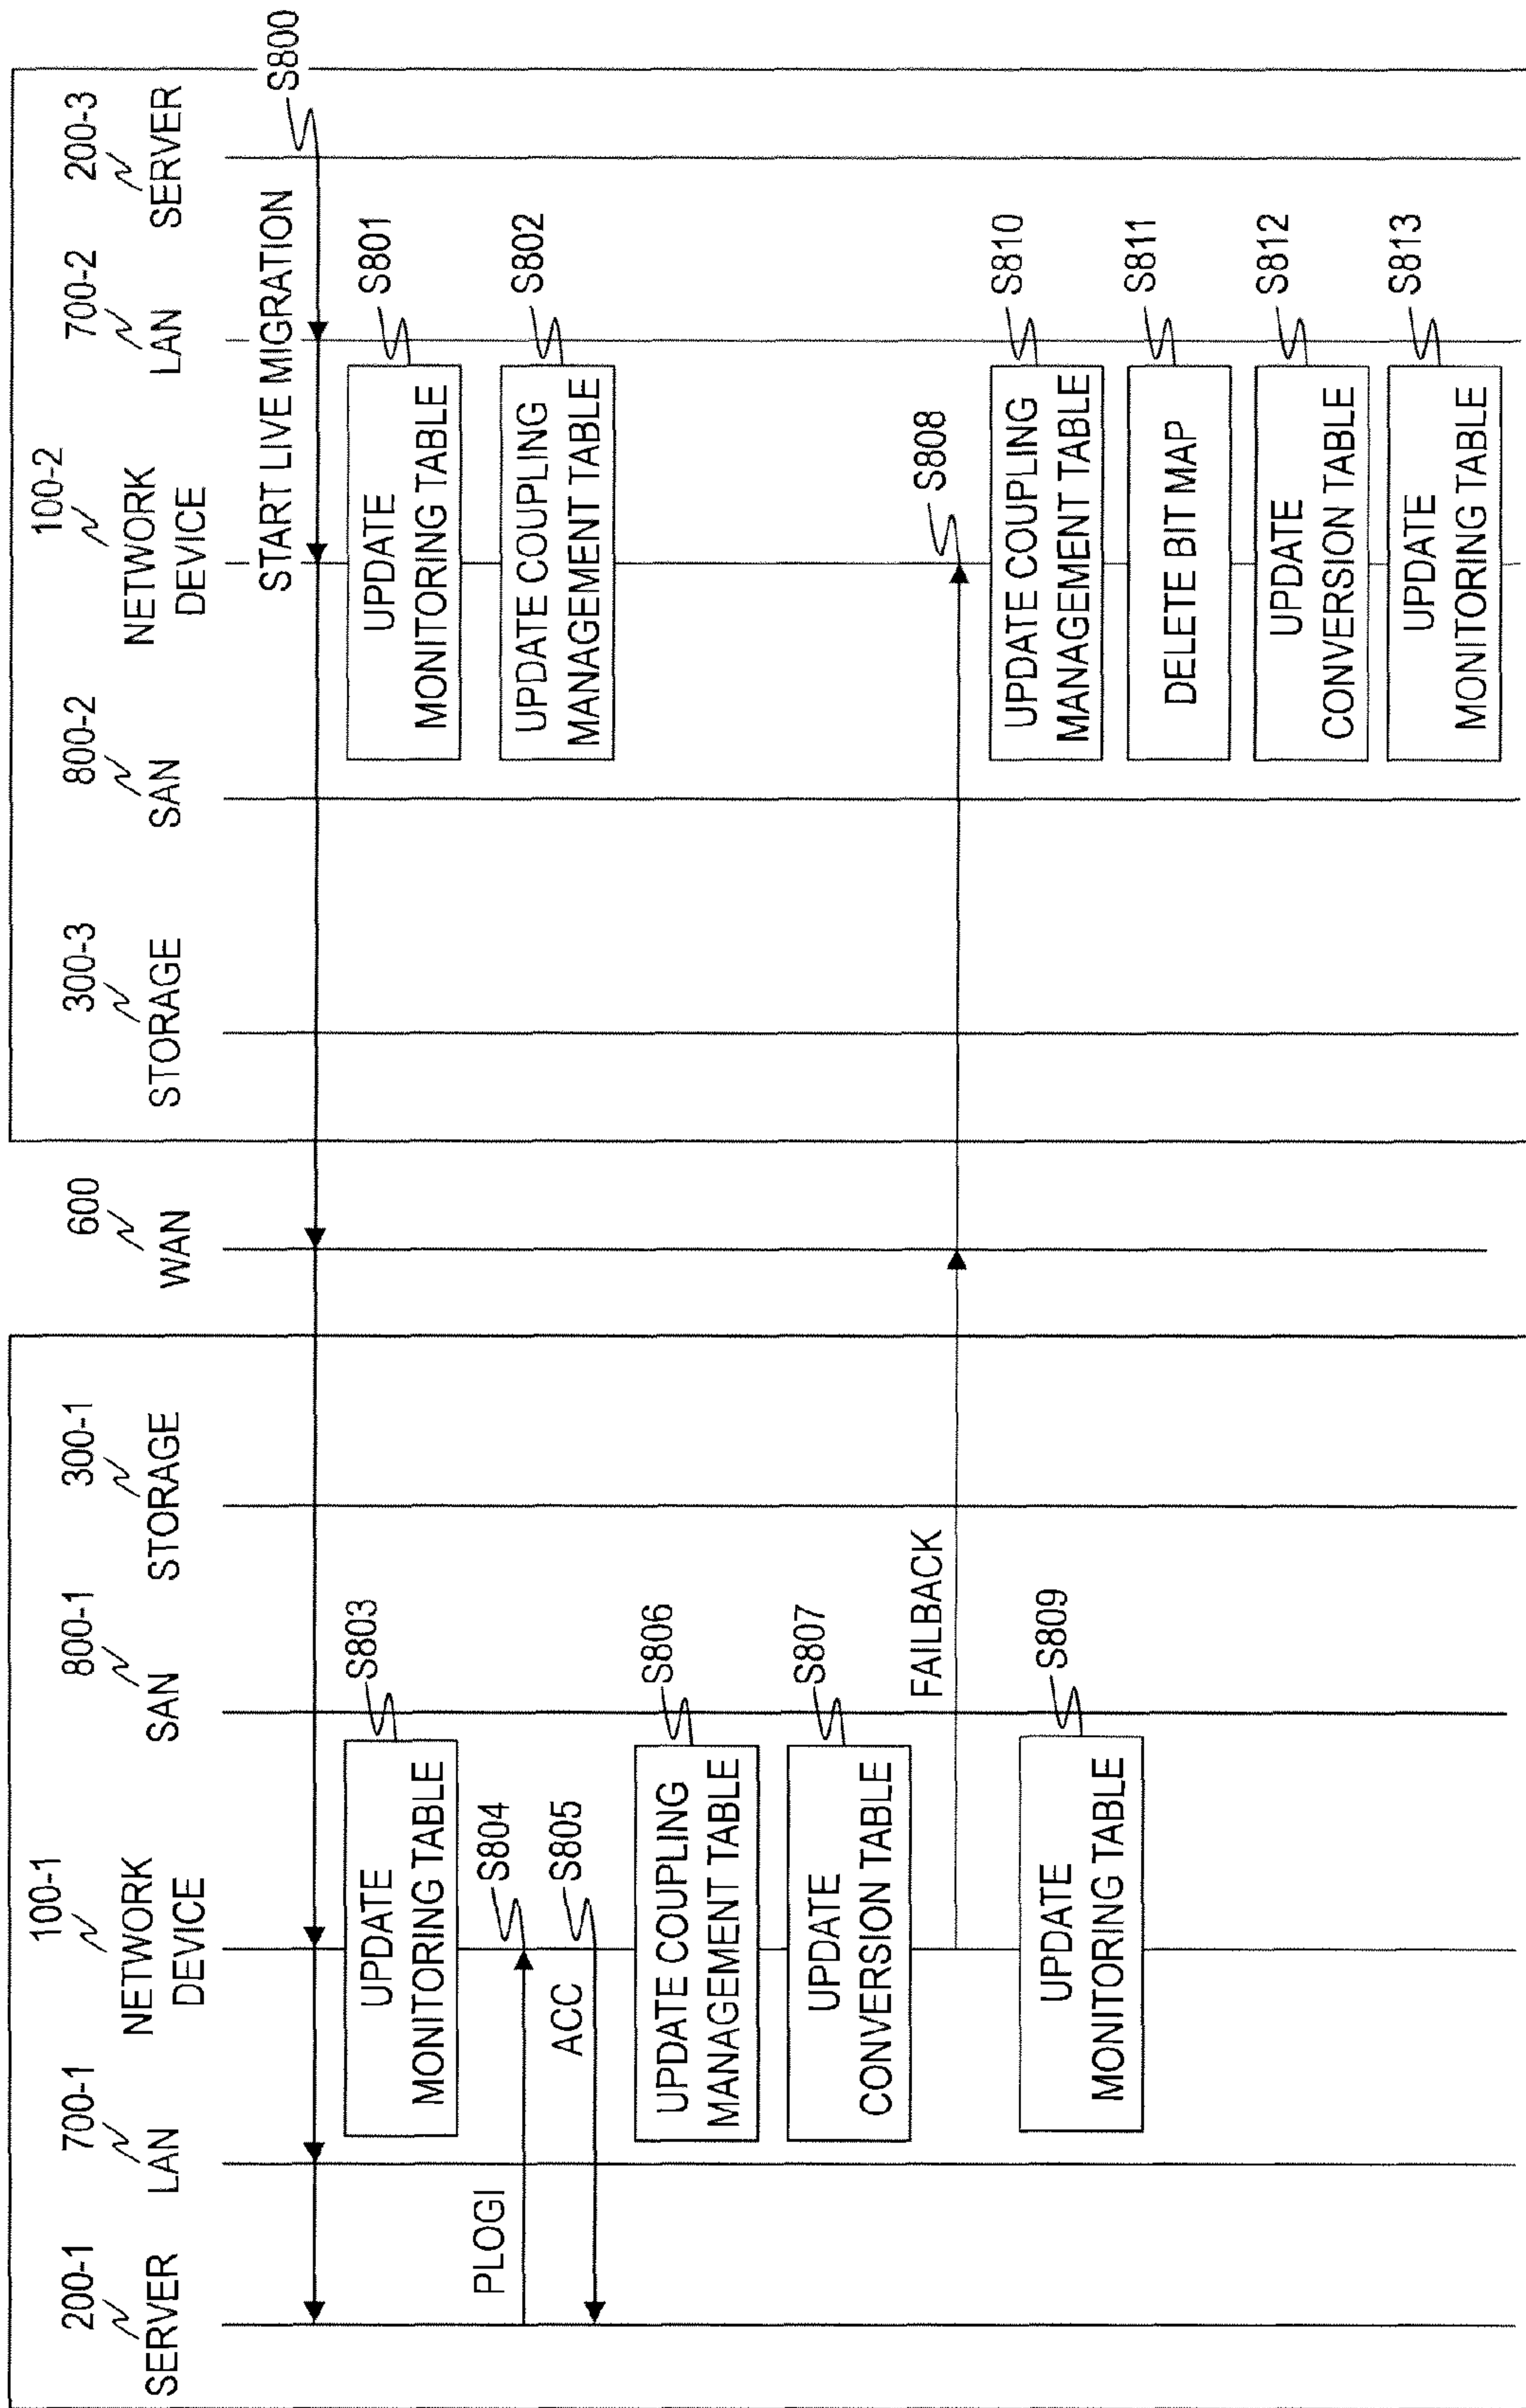 200-1
SERVER
700-1
LAN
100-1
NETWORK
DEVICE
800-1
SAN
300-1
STORAGE
600
WAN
300-3
STORAGE
800-2
SAN
100-2
NETWORK
DEVICE
700-2
LAN
200-3
SERVER
START LIVE MIGRATION
S800
UPDATE
MONITORING TABLE
S801
UPDATE COUPLING
MANAGEMENT TABLE
S802
UPDATE
MONITORING TABLE
S803
PLOGI
S804
ACC
S805
UPDATE COUPLING
MANAGEMENT TABLE
S806
UPDATE
CONVERSION TABLE
S807
FAILBACK
S808
UPDATE
MONITORING TABLE
S809
UPDATE COUPLING
MANAGEMENT TABLE
S810
DELETE BIT MAP
S811
UPDATE
CONVERSION TABLE
S812
UPDATE
MONITORING TABLE
S813